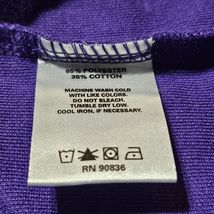 65% POLYESTER
35% COTTON
MACHINE WASH COLD
WITH LIKE COLORS.
DO NOT BLEACH.
TUMBLE DRY LOW.
COOL IRON, IF NECESSARY.
RN 90836